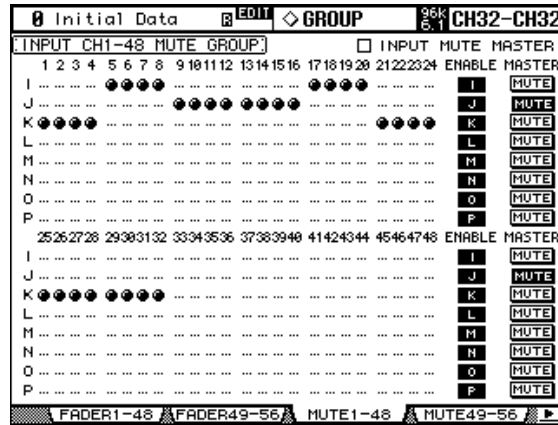 0 Initial Data R EDIT ◇GROUP 96k 6.1 CH32-CH32
INPUT CH1-48 MUTE GROUP □ INPUT MUTE MASTER
1 2 3 4 5 6 7 8 9 10 11 12 13 14 15 16 17 18 19 20 21 22 23 24 ENABLE MASTER
I I MUTE
J J MUTE
K K MUTE
L L MUTE
M M MUTE
N N MUTE
O O MUTE
P P MUTE
25 26 27 28 29 30 31 32 33 34 35 36 37 38 39 40 41 42 43 44 45 46 47 48 ENABLE MASTER
I I MUTE
J J MUTE
K K MUTE
L L MUTE
M M MUTE
N N MUTE
O O MUTE
P P MUTE
FADER1-48 FADER49-56 MUTE1-48 MUTE49-56